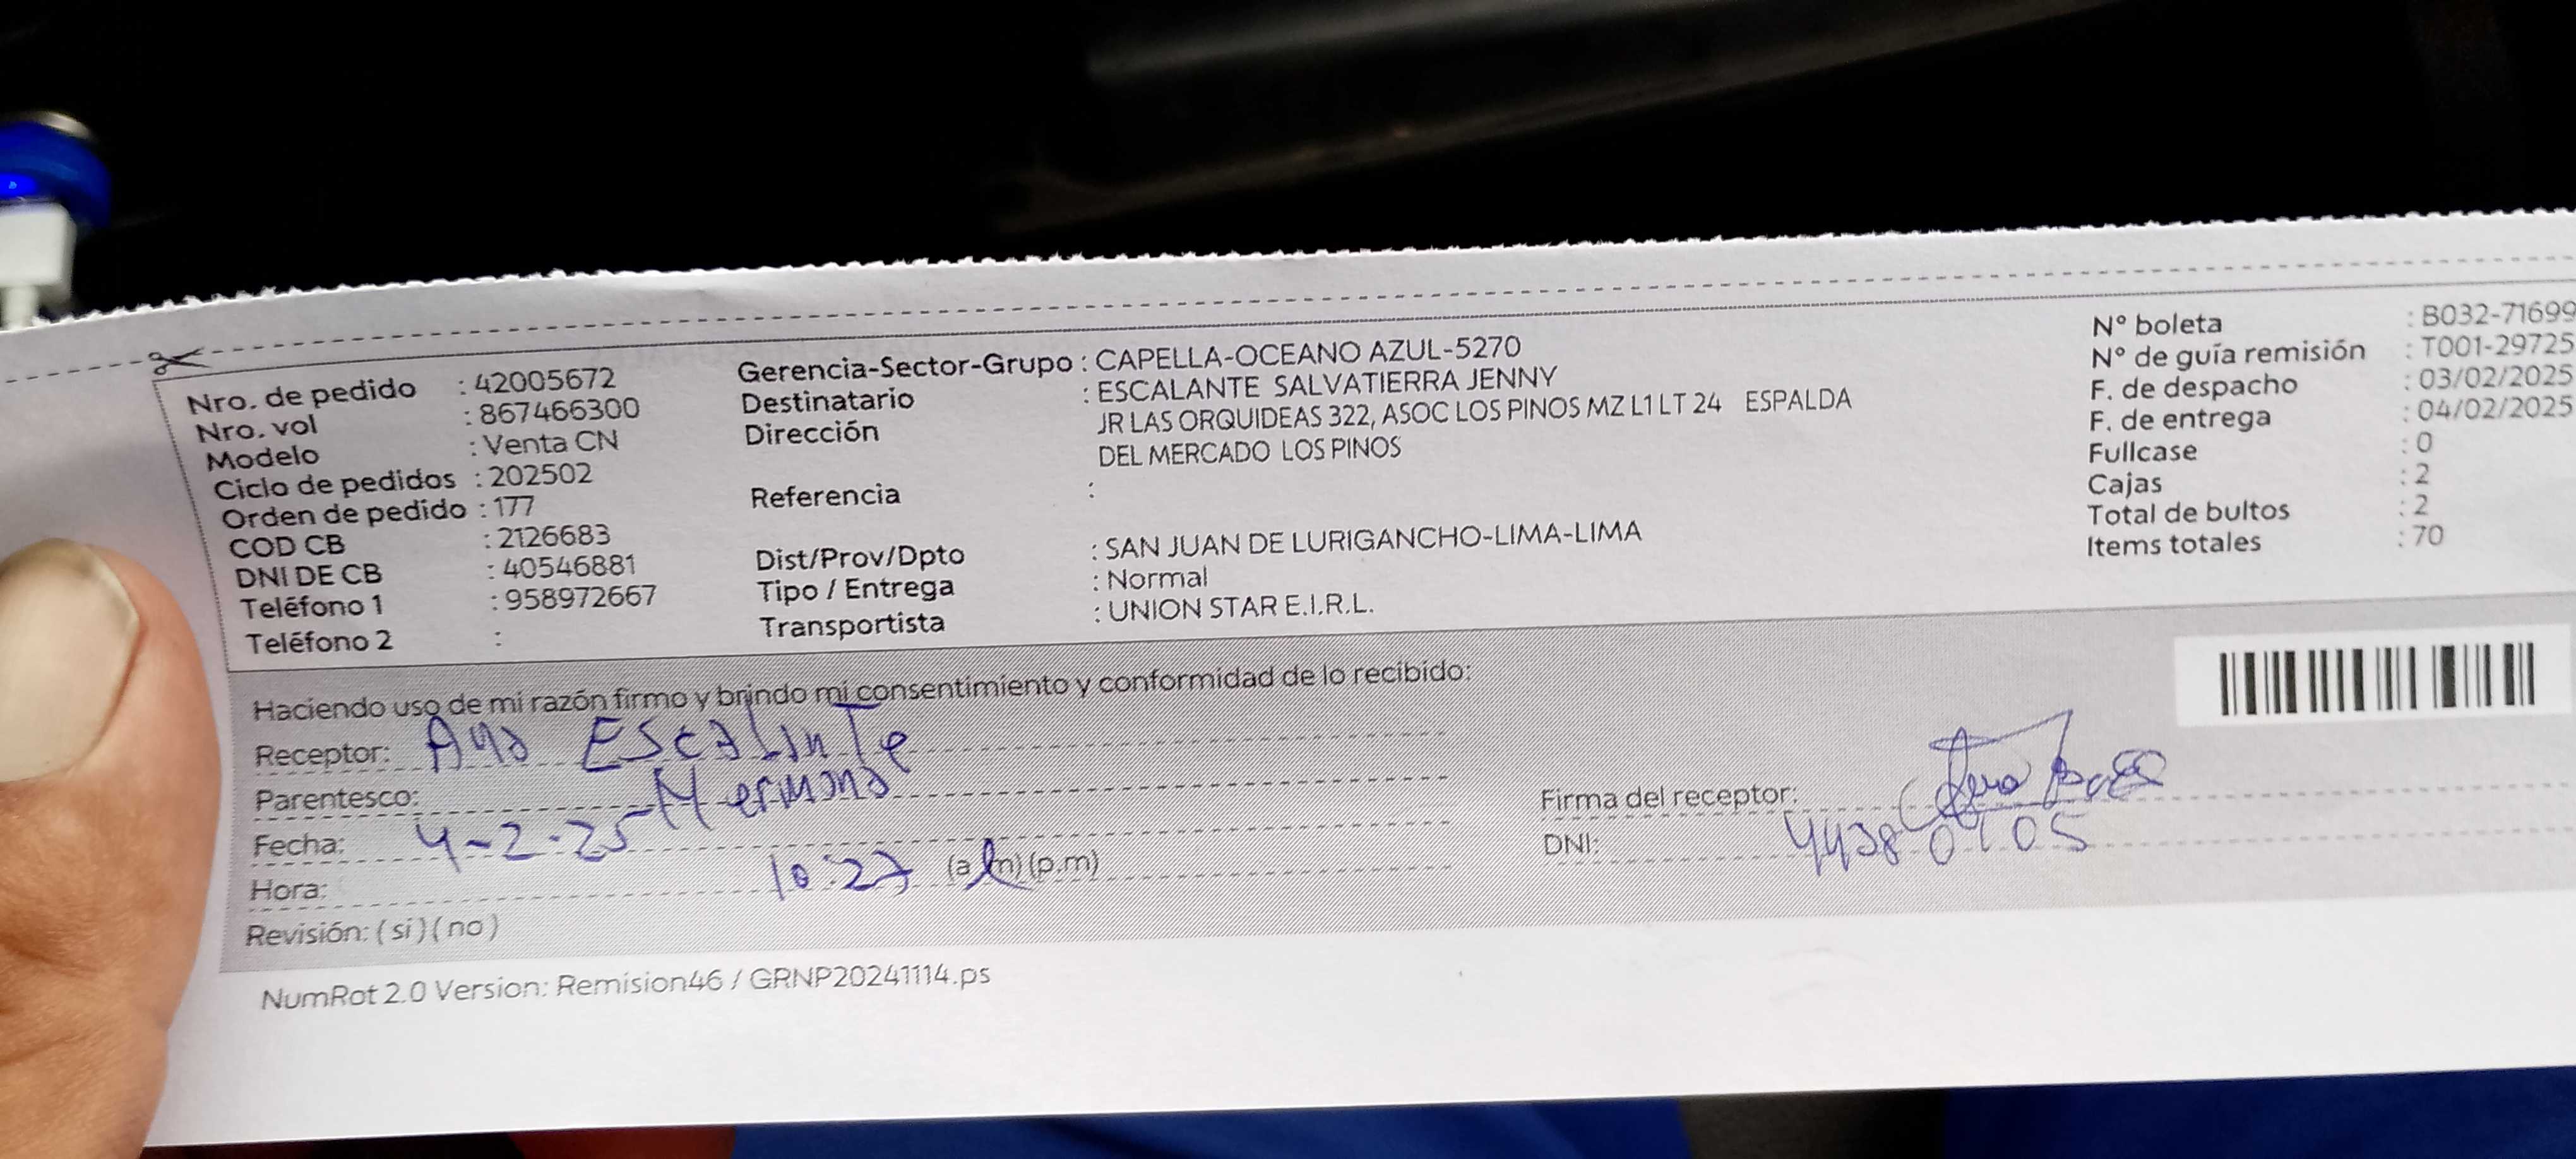 Nro. de pedido : 42005672
Nro. vol : 867466300
Modelo : Venta CN
Ciclo de pedidos : 202502
Orden de pedido : 177
COD CB : 2126683
DNI DE CB : 40546881
Teléfono 1 : 958972667
Teléfono 2 :
Gerencia-Sector-Grupo : CAPELLA-OCEANO AZUL-5270
Destinatario : ESCALANTE SALVATIERRA JENNY
Dirección JR LAS ORQUIDEAS 322, ASOC LOS PINOS MZ L1 LT 24 ESPALDA
DEL MERCADO LOS PINOS
Referencia :
Dist/Prov/Dpto : SAN JUAN DE LURIGANCHO-LIMA-LIMA
Tipo / Entrega : Normal
Transportista : UNION STAR E.I.R.L.
N° boleta : B032-71699
N° de guía remisión : T001-29725
F. de despacho : 03/02/2025
F. de entrega : 04/02/2025
Fullcase : 0
Cajas : 2
Total de bultos : 2
Items totales : 70
Haciendo uso de mi razón firmo y brindo mi consentimiento y conformidad de lo recibido:
Receptor: Ana Escalante
Parentesco: Hermana
Fecha: 4-2-25
Hora: 10:27 (a.m) (p.m)
Revisión: ( si ) ( no )
Firma del receptor:
DNI:
NumRot 2.0 Version: Remision46 / GRNP20241114.ps